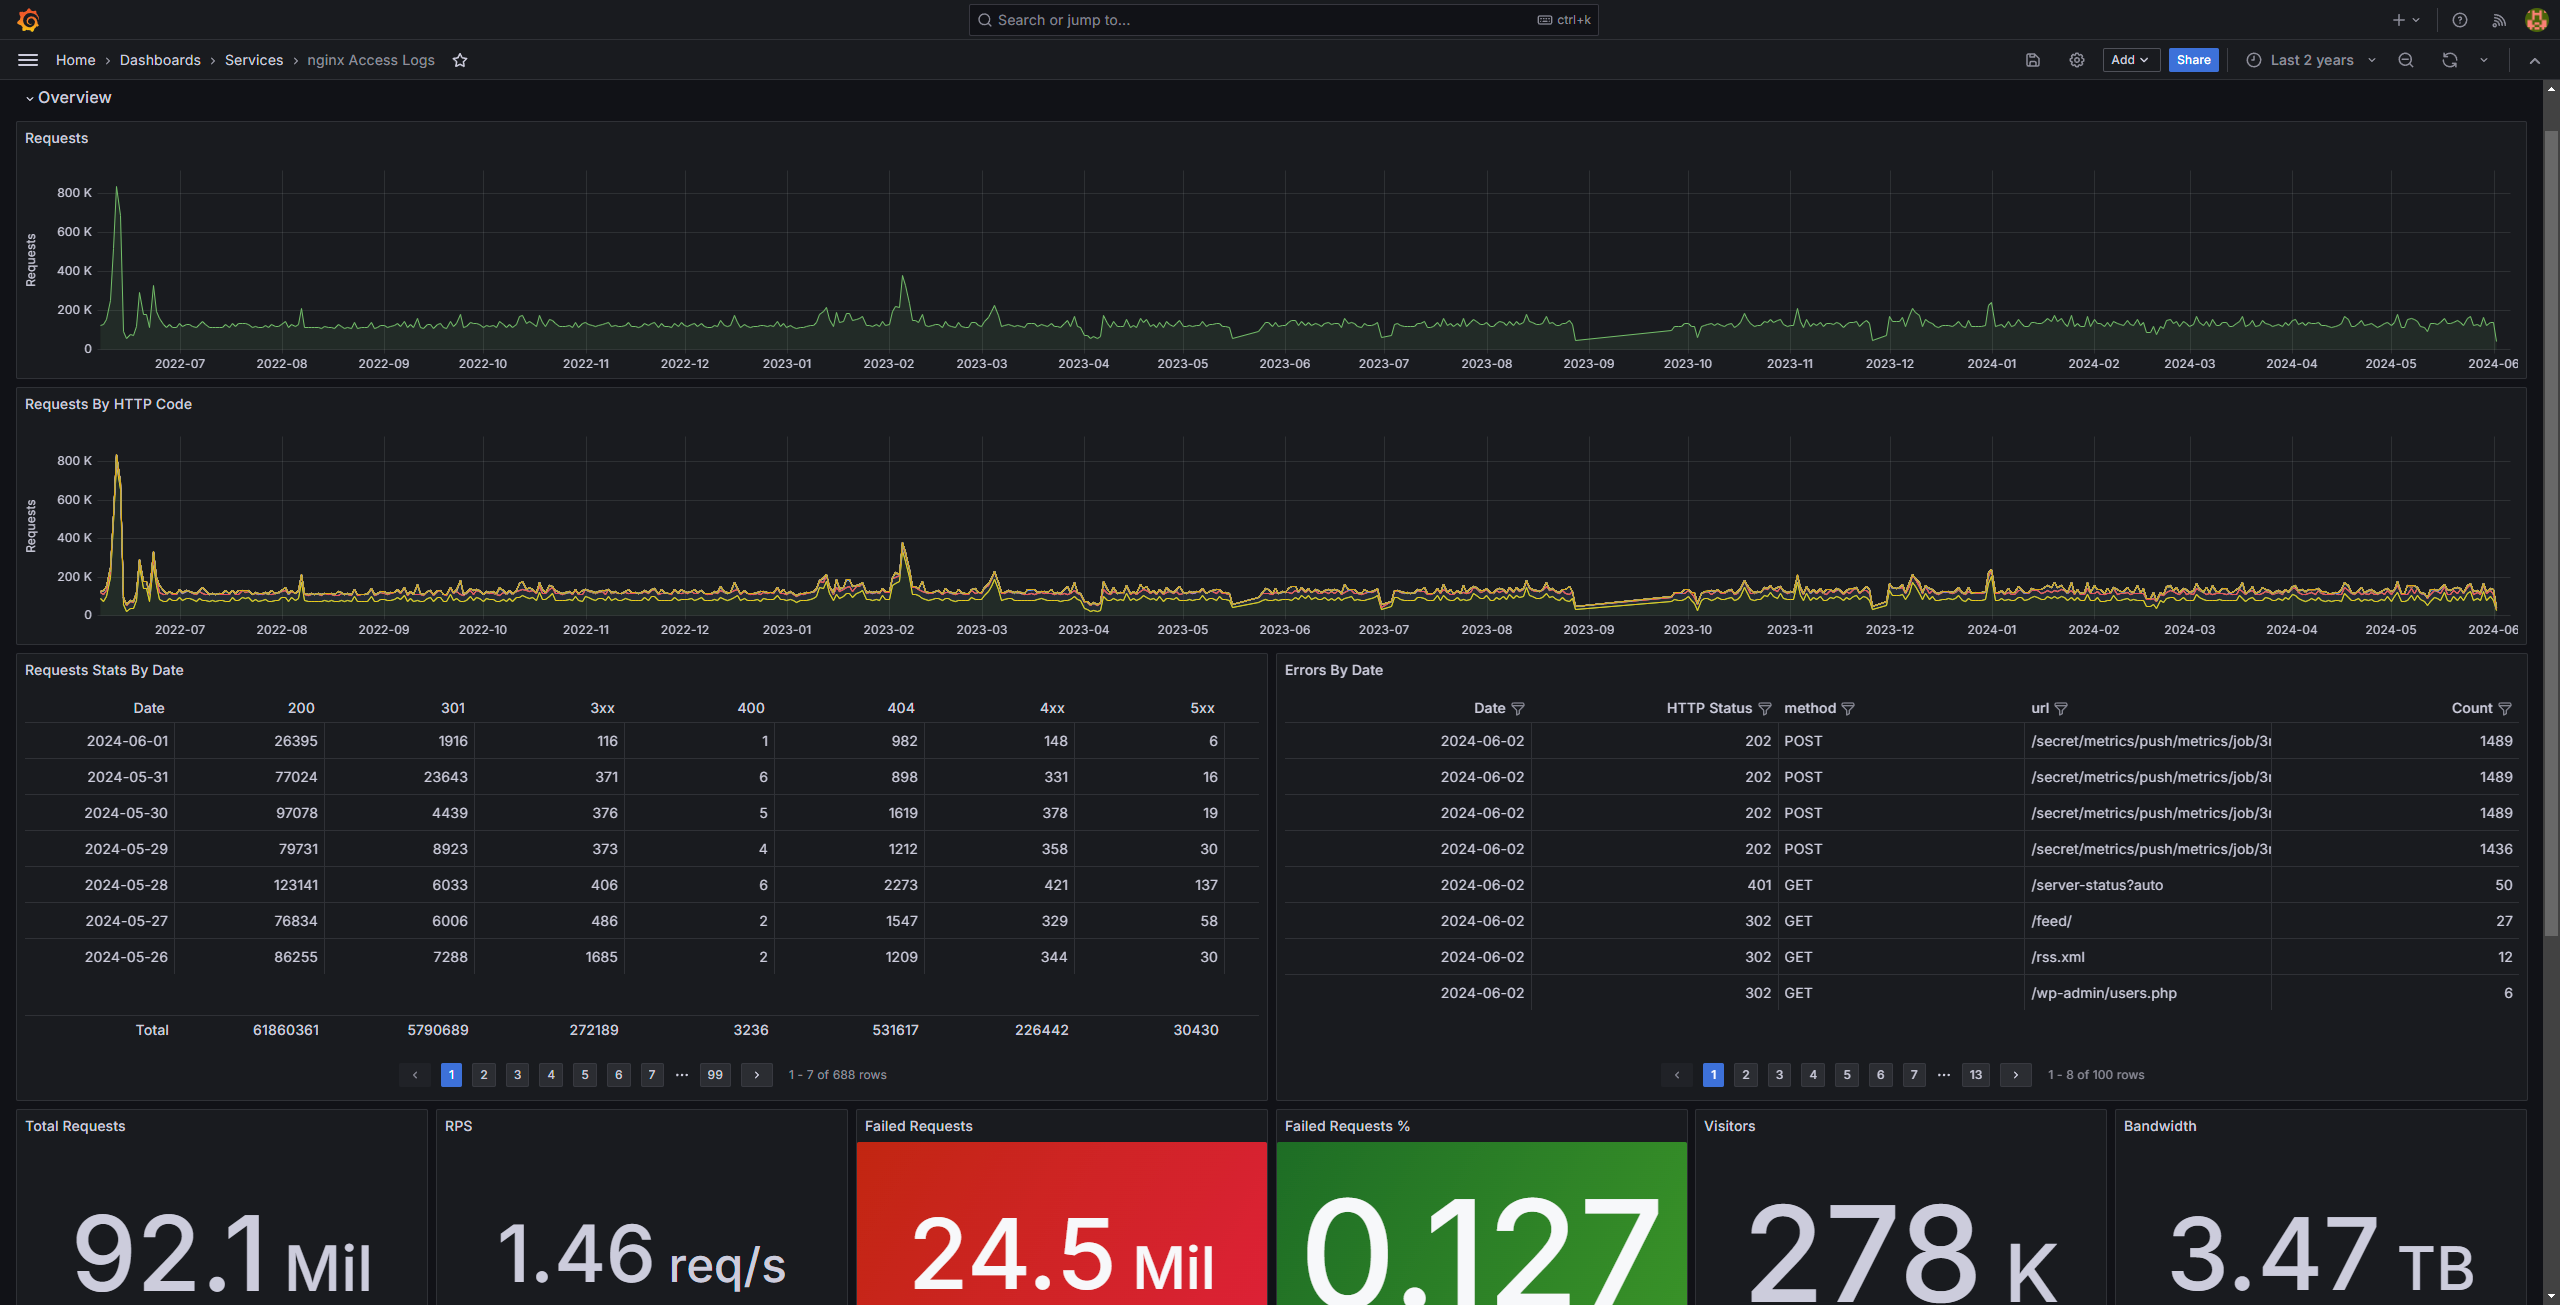 Search or jump to...
ctrl+k
Home › Dashboards › Services › nginx Access Logs
Add
Share
Last 2 years
Overview
Requests
Requests
800 K
600 K
400 K
200 K
0
2022-07 2022-08 2022-09 2022-10 2022-11 2022-12 2023-01 2023-02 2023-03 2023-04 2023-05 2023-06 2023-07 2023-08 2023-09 2023-10 2023-11 2023-12 2024-01 2024-02 2024-03 2024-04 2024-05 2024-06
Requests By HTTP Code
Requests
800 K
600 K
400 K
200 K
0
2022-07 2022-08 2022-09 2022-10 2022-11 2022-12 2023-01 2023-02 2023-03 2023-04 2023-05 2023-06 2023-07 2023-08 2023-09 2023-10 2023-11 2023-12 2024-01 2024-02 2024-03 2024-04 2024-05 2024-06
Requests Stats By Date
Date 200 301 3xx 400 404 4xx 5xx
2024-06-01 26395 1916 116 1 982 148 6
2024-05-31 77024 23643 371 6 898 331 16
2024-05-30 97078 4439 376 5 1619 378 19
2024-05-29 79731 8923 373 4 1212 358 30
2024-05-28 123141 6033 406 6 2273 421 137
2024-05-27 76834 6006 486 2 1547 329 58
2024-05-26 86255 7288 1685 2 1209 344 30
Total 61860361 5790689 272189 3236 531617 226442 30430
‹ 1 2 3 4 5 6 7 ··· 99 › 1 - 7 of 688 rows
Errors By Date
Date HTTP Status method url Count
2024-06-02 202 POST /secret/metrics/push/metrics/job/3 1489
2024-06-02 202 POST /secret/metrics/push/metrics/job/3 1489
2024-06-02 202 POST /secret/metrics/push/metrics/job/3 1489
2024-06-02 202 POST /secret/metrics/push/metrics/job/3 1436
2024-06-02 401 GET /server-status?auto 50
2024-06-02 302 GET /feed/ 27
2024-06-02 302 GET /rss.xml 12
2024-06-02 302 GET /wp-admin/users.php 6
‹ 1 2 3 4 5 6 7 ··· 13 › 1 - 8 of 100 rows
Total Requests
92.1 Mil
RPS
1.46 req/s
Failed Requests
24.5 Mil
Failed Requests %
0.127
Visitors
278 K
Bandwidth
3.47 TB